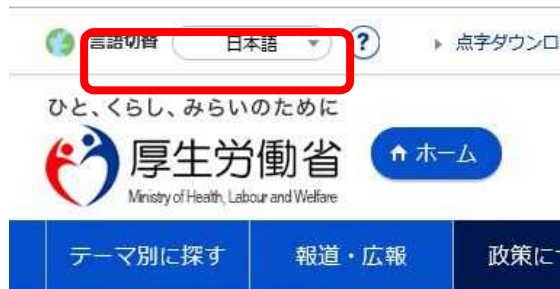 言語切替 日本語 ? 点字ダウンロ
ひと、くらし、みらいのために
厚生労働省 ホーム
Ministry of Health, Labour and Welfare
テーマ別に探す 報道・広報 政策に